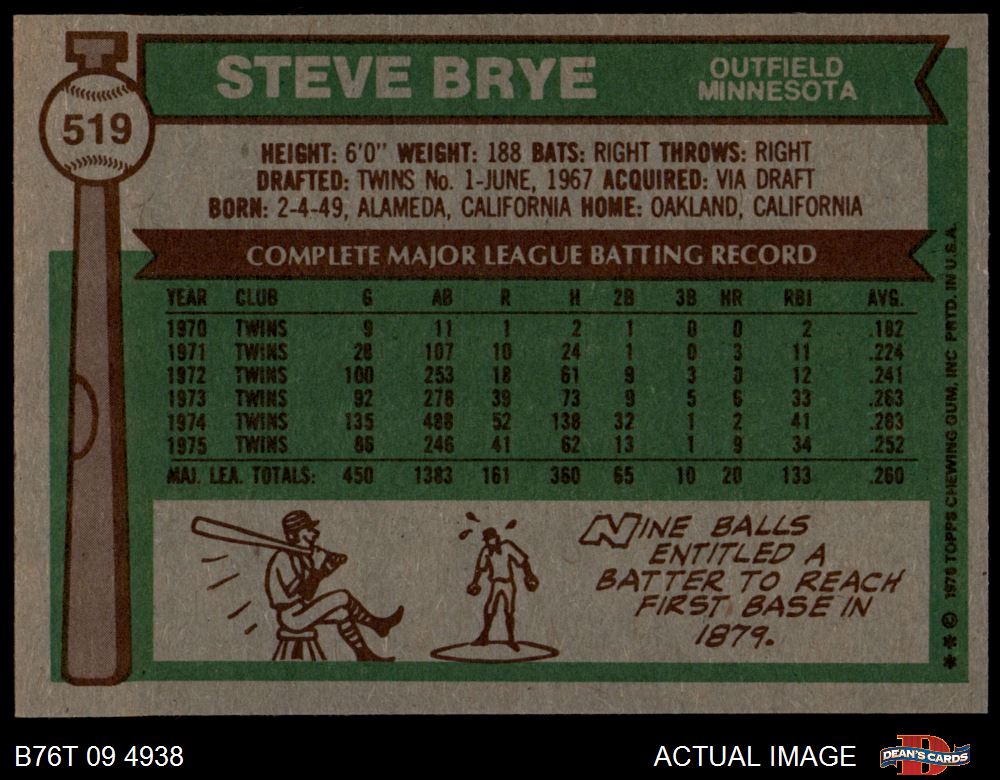 519
STEVE BRYE
OUTFIELD
MINNESOTA
HEIGHT: 6'0" WEIGHT: 188 BATS: RIGHT THROWS: RIGHT
DRAFTED: TWINS No. 1-JUNE, 1967 ACQUIRED: VIA DRAFT
BORN: 2-4-49, ALAMEDA, CALIFORNIA HOME: OAKLAND, CALIFORNIA
COMPLETE MAJOR LEAGUE BATTING RECORD
YEAR CLUB G AB R H 2B 3B HR RBI AVG.
1970 TWINS 9 11 1 2 1 0 0 2 .182
1971 TWINS 28 107 10 24 1 0 3 11 .224
1972 TWINS 100 253 18 61 9 3 0 12 .241
1973 TWINS 92 278 39 73 9 5 6 33 .263
1974 TWINS 135 488 52 138 32 1 2 41 .283
1975 TWINS 86 246 41 62 13 1 9 34 .252
MAJ. LEA. TOTALS: 450 1383 161 360 65 10 20 133 .260
NINE BALLS
ENTITLED A
BATTER TO REACH
FIRST BASE IN
1879.
** © 1976 TOPPS CHEWING GUM, INC PRTD. IN U.S.A.
B76T 09 4938
ACTUAL IMAGE
D
DEAN'S CARDS